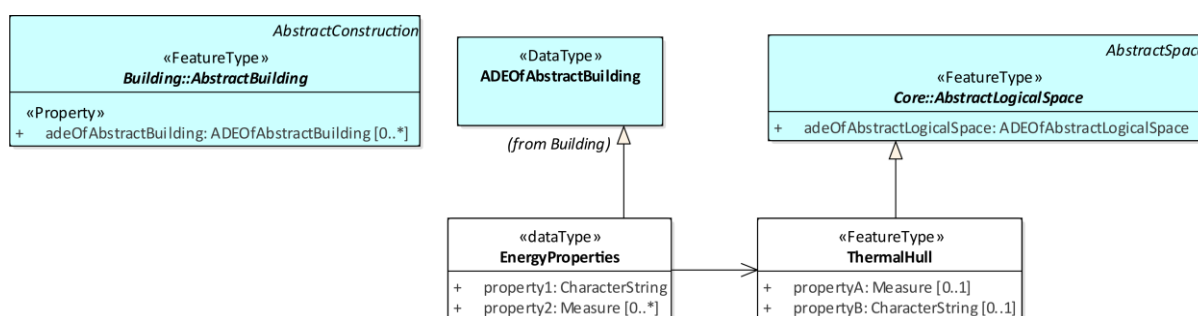 AbstractConstruction
«FeatureType»
Building::AbstractBuilding
«Property»
+ adeOfAbstractBuilding: ADEOfAbstractBuilding [0..*]
«DataType»
ADEOfAbstractBuilding
(from Building)
AbstractSpace
«FeatureType»
Core::AbstractLogicalSpace
+ adeOfAbstractLogicalSpace: ADEOfAbstractLogicalSpace
«dataType»
EnergyProperties
+ property1: CharacterString
+ property2: Measure [0..*]
«FeatureType»
ThermalHull
+ propertyA: Measure [0..1]
+ propertyB: CharacterString [0..1]